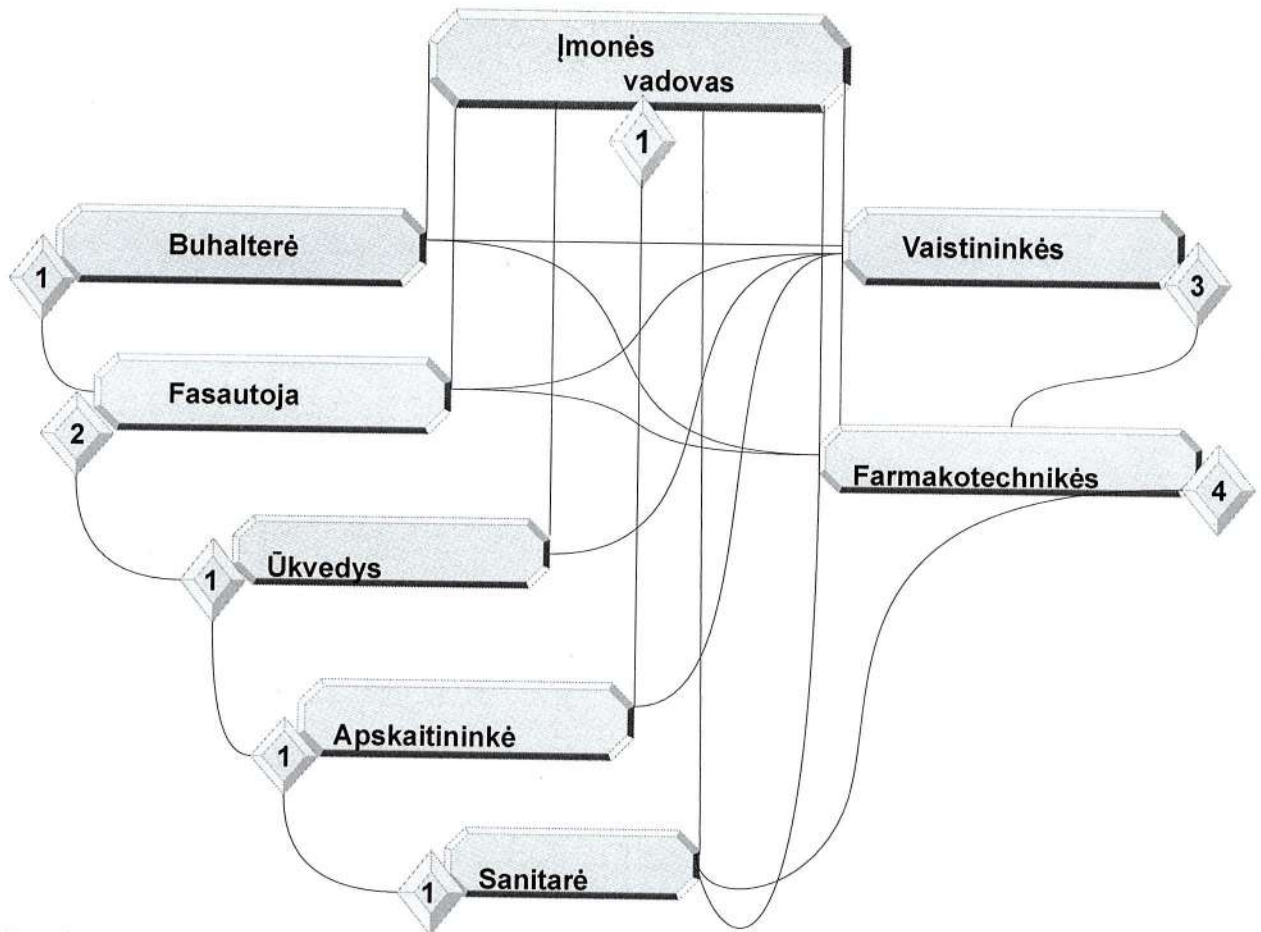 Įmonės
vadovas
1
Buhalterė
1
Vaistininkės
3
Fasautoja
2
Farmakotechnikės
4
Ūkvedys
1
Apskaitininkė
1
Sanitarė
1